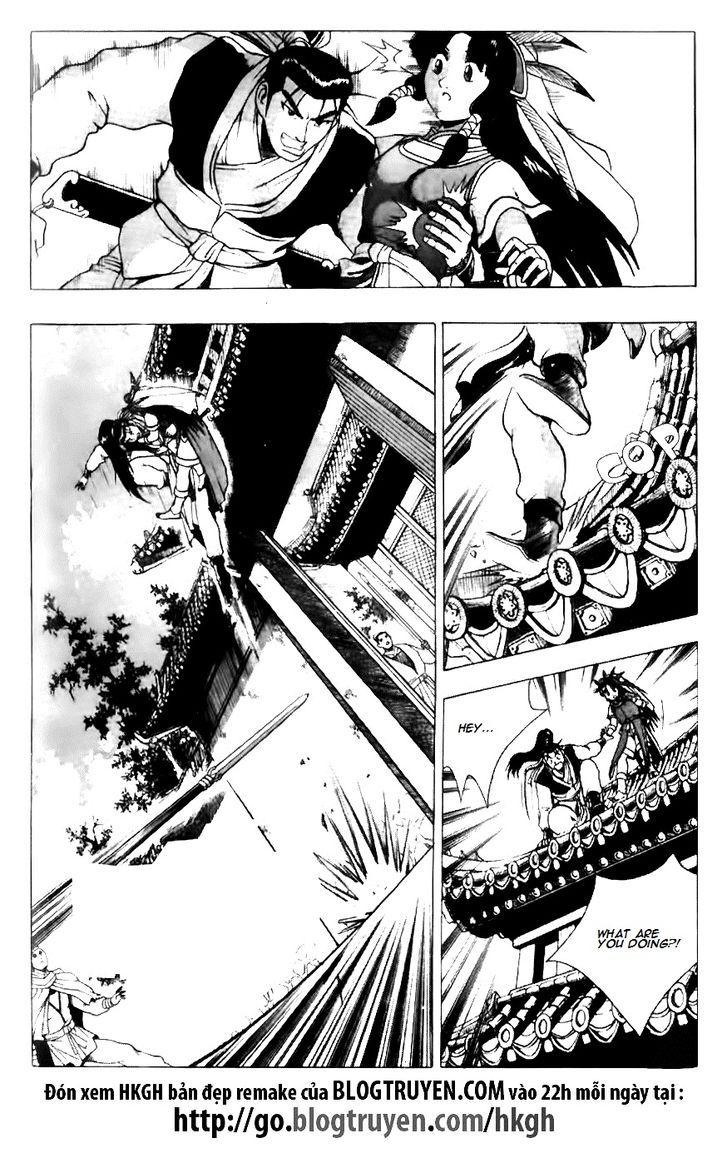 COP
HEY...
WHAT ARE
YOU DOING?!
Đón xem HKGH bản đẹp remake của BLOGTRUYEN.COM vào 22h mỗi ngày tại :
http://go.blogtruyen.com/hkgh